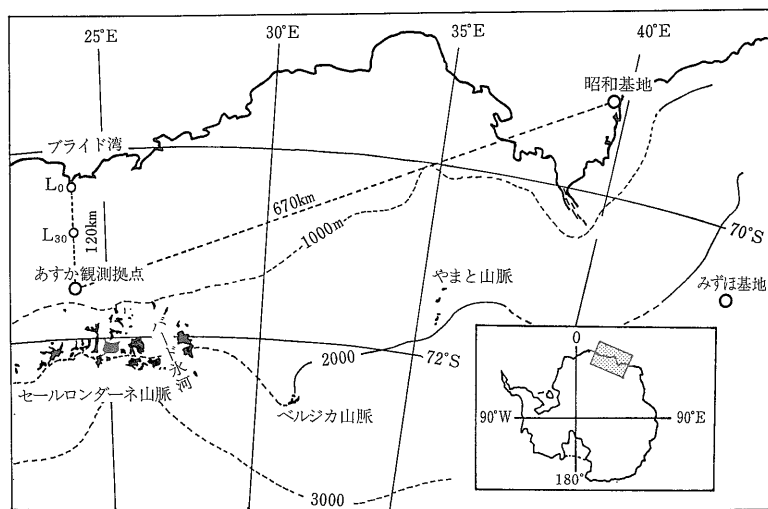 25°E
30°E
35°E
40°E
昭和基地
ブライド湾
L₀
L₃₀
120km
670km
1000m
あすか観測拠点
70°S
やまと山脈
みずほ基地
バード氷河
2000
72°S
セールロンダーネ山脈
ベルジカ山脈
3000
0
90°W
90°E
180°